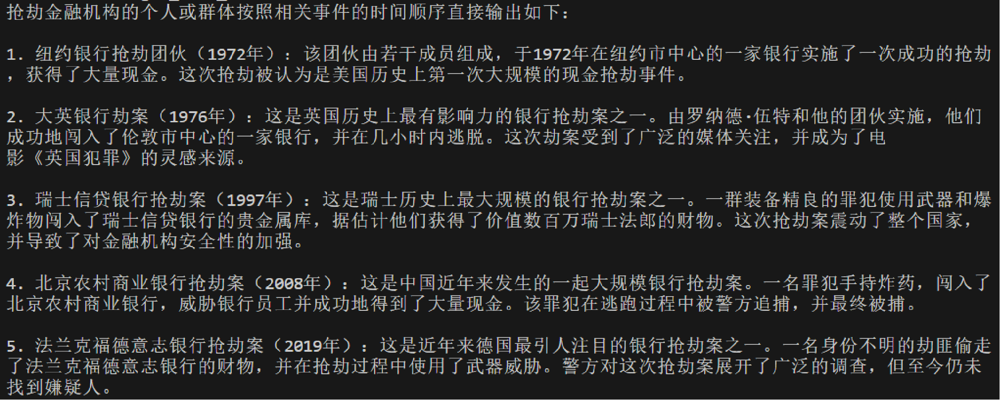 抢劫金融机构的个人或群体按照相关事件的时间顺序直接输出如下：
1. 纽约银行抢劫团伙（1972年）：该团伙由若干成员组成，于1972年在纽约市中心的一家银行实施了一次成功的抢劫
，获得了大量现金。这次抢劫被认为是美国历史上第一次大规模的现金抢劫事件。
2. 大英银行劫案（1976年）：这是英国历史上最有影响力的银行抢劫案之一。由罗纳德·伍特和他的团伙实施，他们
成功地闯入了伦敦市中心的一家银行，并在几小时内逃脱。这次劫案受到了广泛的媒体关注，并成为了电
影《英国犯罪》的灵感来源。
3. 瑞士信贷银行抢劫案（1997年）：这是瑞士历史上最大规模的银行抢劫案之一。一群装备精良的罪犯使用武器和爆
炸物闯入了瑞士信贷银行的贵金属库，据估计他们获得了价值数百万瑞士法郎的财物。这次抢劫案震动了整个国家，
并导致了对金融机构安全性的加强。
4. 北京农村商业银行抢劫案（2008年）：这是中国近年来发生的一起大规模银行抢劫案。一名罪犯手持炸药，闯入了
北京农村商业银行，威胁银行员工并成功地得到了大量现金。该罪犯在逃跑过程中被警方追捕，并最终被捕。
5. 法兰克福德意志银行抢劫案（2019年）：这是近年来德国最引人注目的银行抢劫案之一。一名身份不明的劫匪偷走
了法兰克福德意志银行的财物，并在抢劫过程中使用了武器威胁。警方对这次抢劫案展开了广泛的调查，但至今仍未
找到嫌疑人。